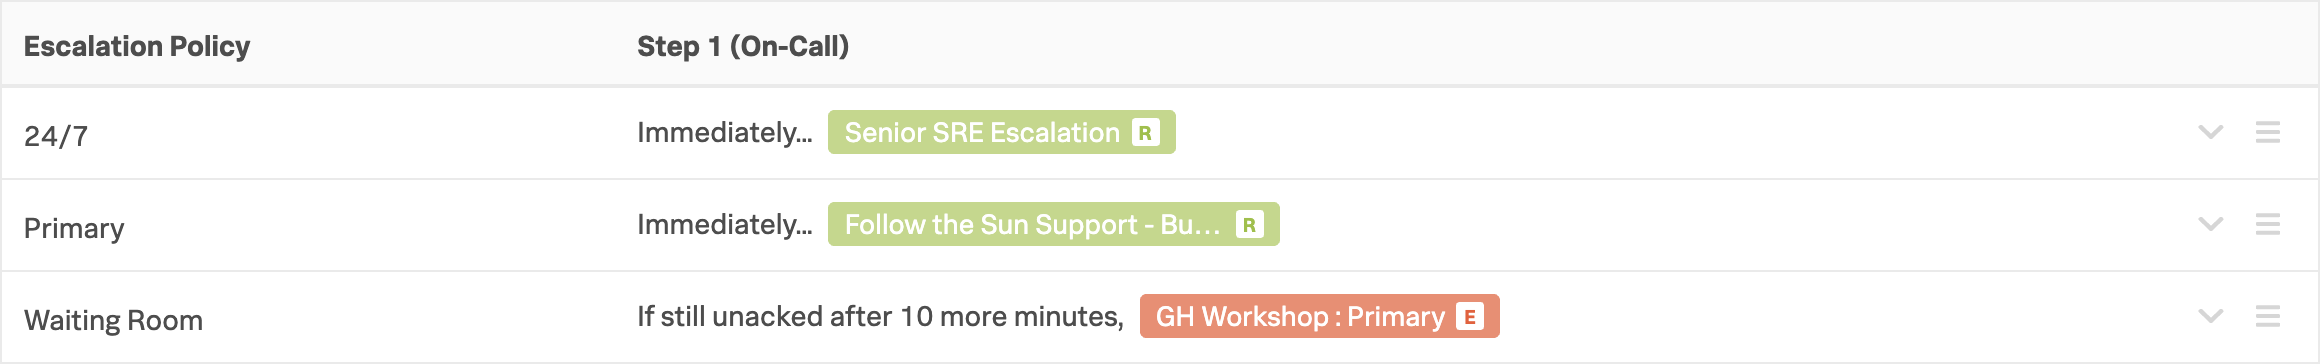 Escalation Policy Step 1 (On-Call)
24/7 Immediately... Senior SRE Escalation R
Primary Immediately... Follow the Sun Support - Bu... R
Waiting Room If still unacked after 10 more minutes, GH Workshop : Primary E